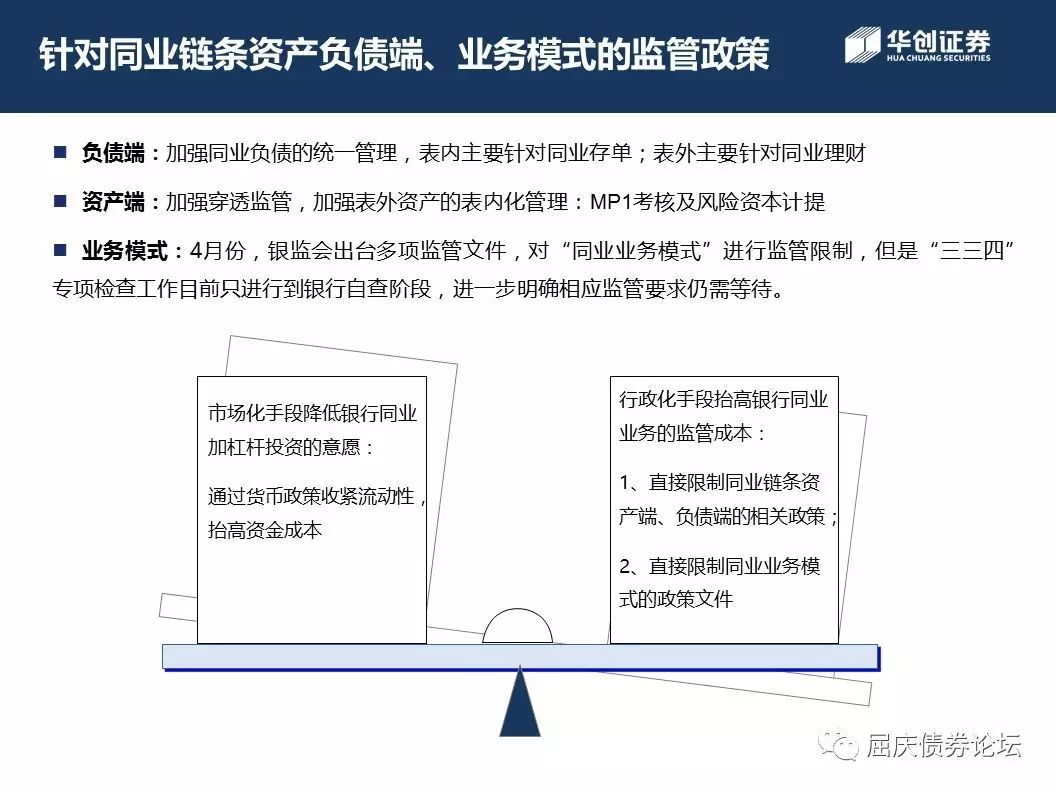 针对同业链条资产负债端、业务模式的监管政策
华创证券
HUA CHUANG SECURITIES
■ 负债端：加强同业负债的统一管理，表内主要针对同业存单；表外主要针对同业理财
■ 资产端：加强穿透监管，加强表外资产的表内化管理：MP1考核及风险资本计提
■ 业务模式：4月份，银监会出台多项监管文件，对“同业业务模式”进行监管限制，但是“三三四”
专项检查工作目前只进行到银行自查阶段，进一步明确相应监管要求仍需等待。
市场化手段降低银行同业
加杠杆投资的意愿：
通过货币政策收紧流动性，
抬高资金成本
行政化手段抬高银行同业
业务的监管成本：
1、直接限制同业链条资
产端、负债端的相关政策；
2、直接限制同业业务模
式的政策文件
屈庆债券论坛